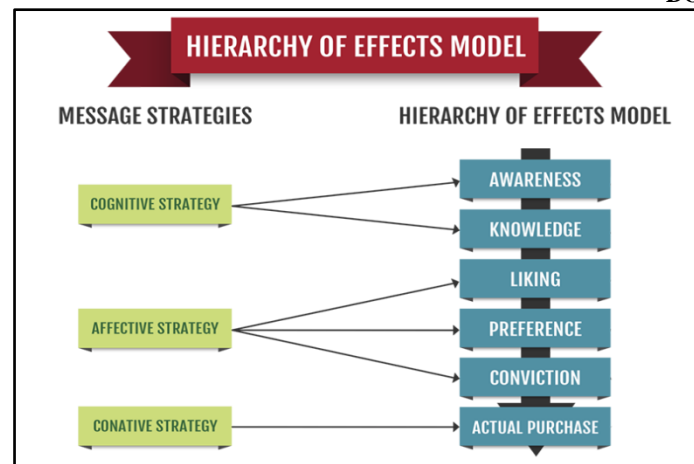 HIERARCHY OF EFFECTS MODEL
MESSAGE STRATEGIES
HIERARCHY OF EFFECTS MODEL
COGNITIVE STRATEGY
AWARENESS
KNOWLEDGE
AFFECTIVE STRATEGY
LIKING
PREFERENCE
CONVICTION
CONATIVE STRATEGY
ACTUAL PURCHASE